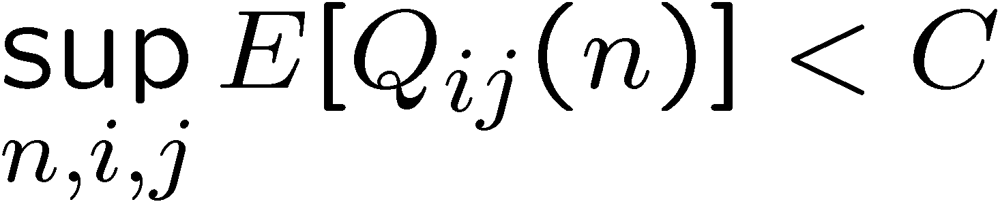 sup E[Q_{ij}(n)] < C
n,i,j